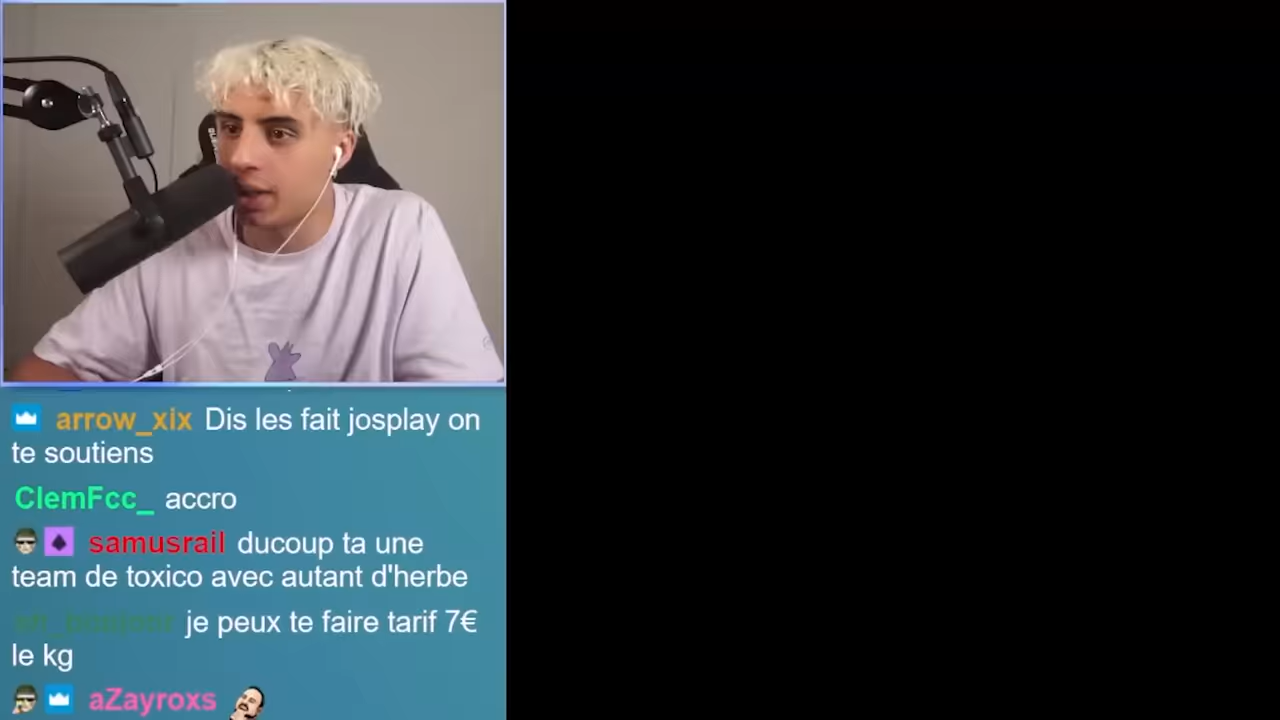 arrow_xix Dis les fait josplay on
te soutiens
ClemFcc_ accro
samusrail ducoup ta une
team de toxico avec autant d'herbe
je peux te faire tarif 7€
le kg
aZayroxs